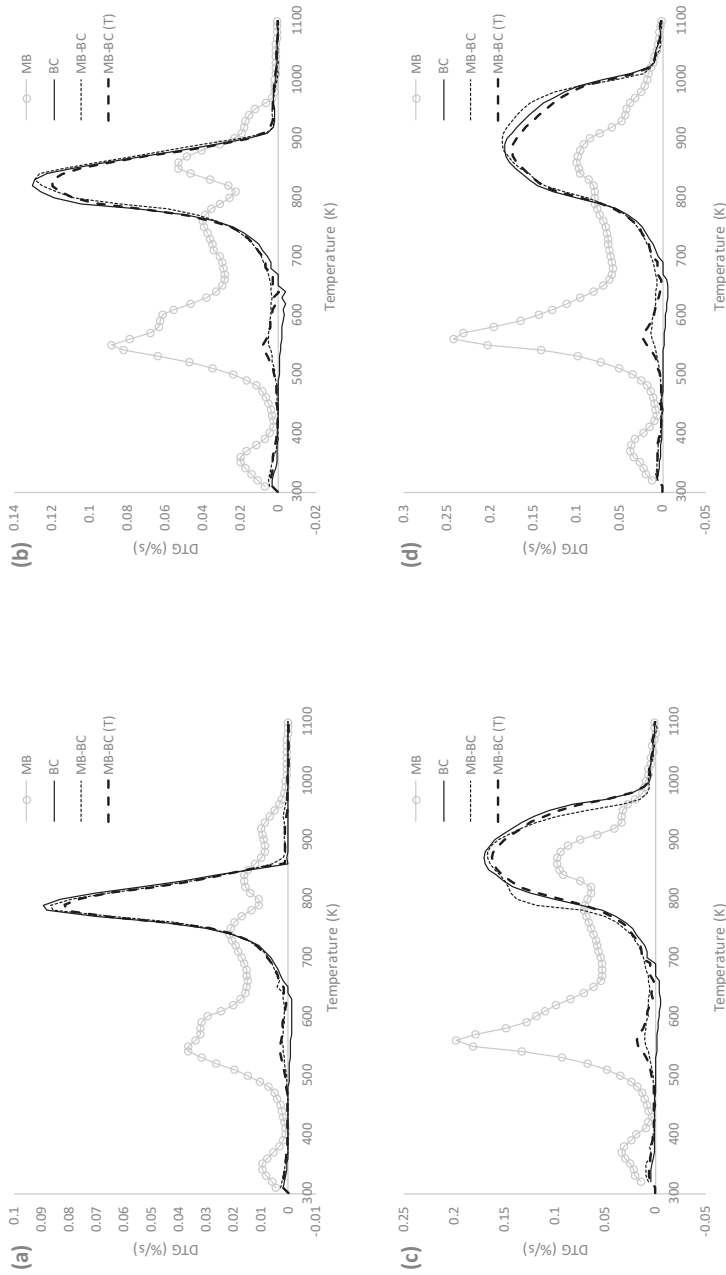 (a)
0.1
0.09
0.08
0.07
0.06
0.05
0.04
0.03
0.02
0.01
0
-0.01
DTG (%/s)
300
400
500
600
700
800
900
1000
1100
Temperature (K)
MB
BC
MB-BC
MB-BC (T)
(b)
0.14
0.12
0.1
0.08
0.06
0.04
0.02
0
-0.02
DTG (%/s)
300
400
500
600
700
800
900
1000
1100
Temperature (K)
MB
BC
MB-BC
MB-BC (T)
(c)
0.25
0.2
0.15
0.1
0.05
0
-0.05
DTG (%/s)
300
400
500
600
700
800
900
1000
1100
Temperature (K)
MB
BC
MB-BC
MB-BC (T)
(d)
0.3
0.25
0.2
0.15
0.1
0.05
0
-0.05
DTG (%/s)
300
400
500
600
700
800
900
1000
1100
Temperature (K)
MB
BC
MB-BC
MB-BC (T)